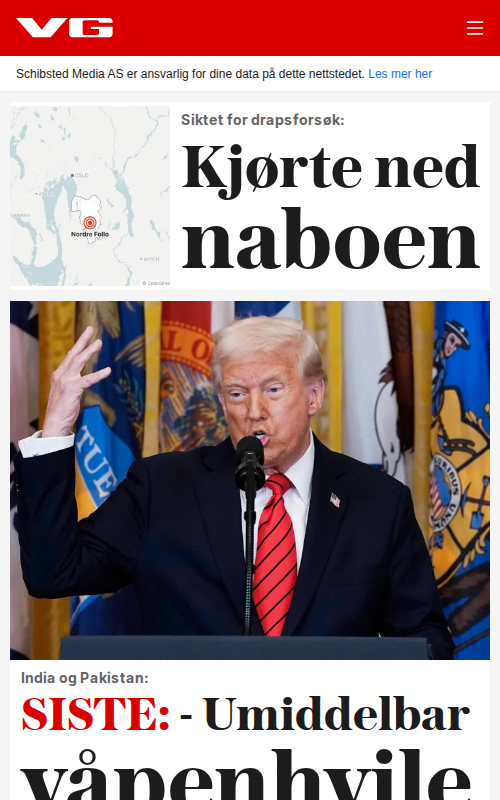 VG
Schibsted Media AS er ansvarlig for dine data på dette nettstedet. Les mer her
Siktet for drapsforsøk:
Kjørte ned
naboen
OSLO
Nordre Follo
MYSEN
India og Pakistan:
SISTE: - Umiddelbar
våpenhvile